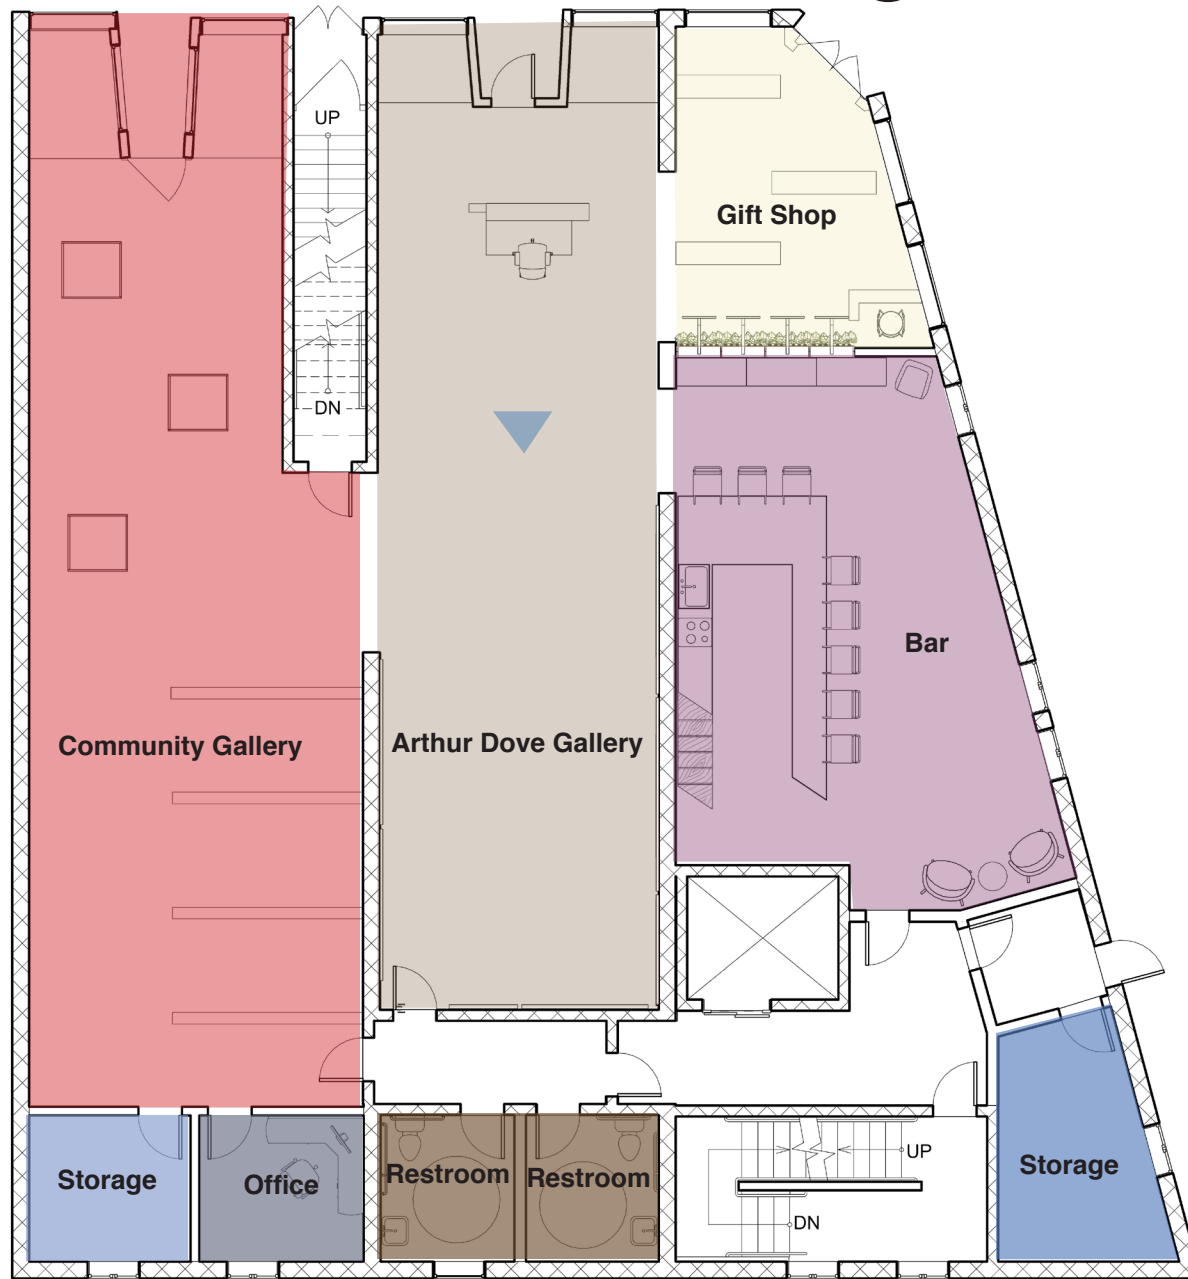 UP
Gift Shop
DN
Bar
Community Gallery
Arthur Dove Gallery
Storage
Office
Restroom
Restroom
UP
DN
Storage